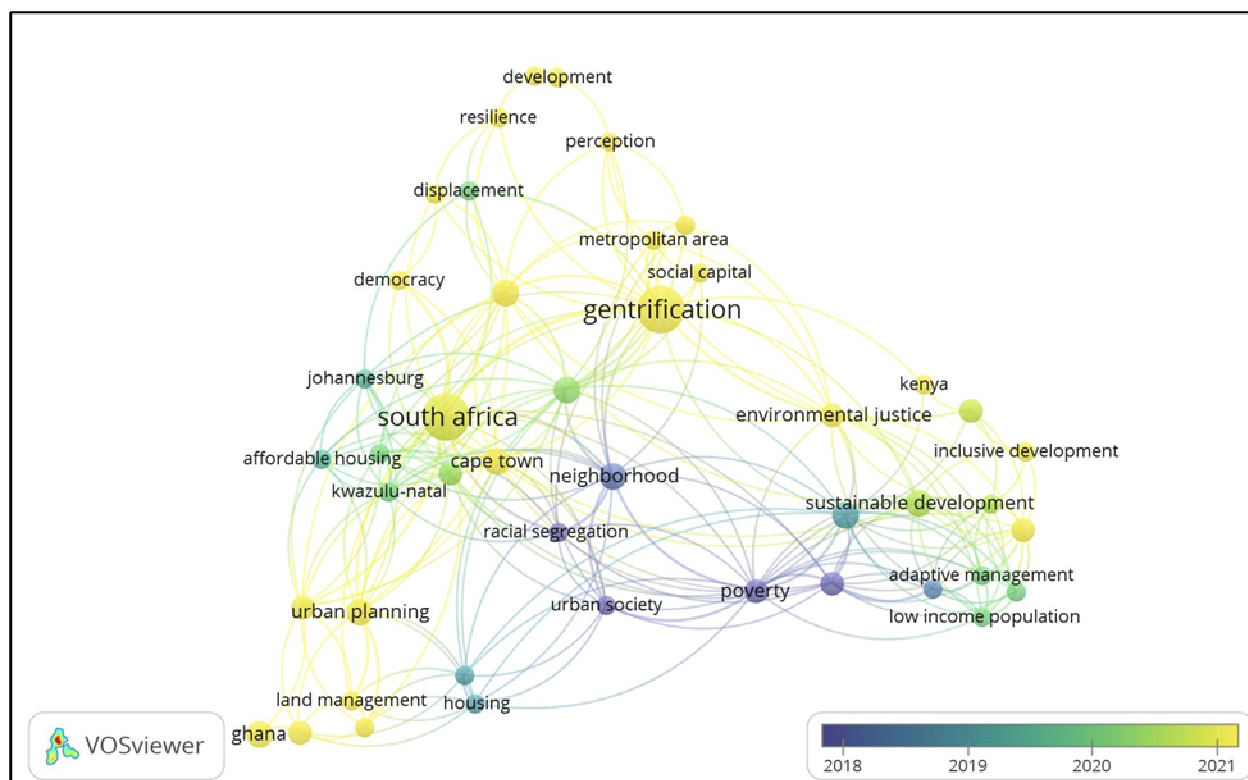 development
resilience
perception
displacement
metropolitan area
social capital
democracy
gentrification
johannesburg
kenya
south africa
environmental justice
affordable housing
cape town
inclusive development
neighborhood
kwazulu-natal
sustainable development
racial segregation
adaptive management
poverty
urban society
urban planning
low income population
land management
housing
ghana
VOSviewer
2018 2019 2020 2021